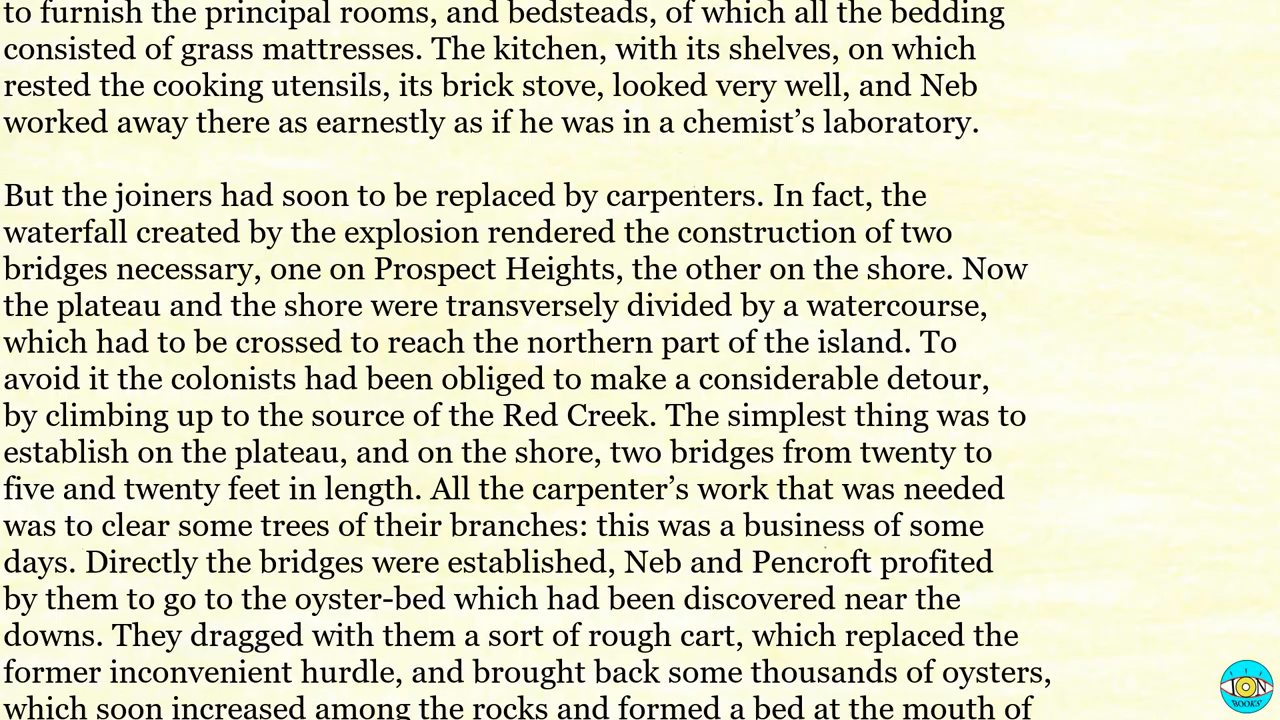 to furnish the principal rooms, and bedsteads, of which all the bedding
consisted of grass mattresses. The kitchen, with its shelves, on which
rested the cooking utensils, its brick stove, looked very well, and Neb
worked away there as earnestly as if he was in a chemist’s laboratory.
But the joiners had soon to be replaced by carpenters. In fact, the
waterfall created by the explosion rendered the construction of two
bridges necessary, one on Prospect Heights, the other on the shore. Now
the plateau and the shore were transversely divided by a watercourse,
which had to be crossed to reach the northern part of the island. To
avoid it the colonists had been obliged to make a considerable detour,
by climbing up to the source of the Red Creek. The simplest thing was to
establish on the plateau, and on the shore, two bridges from twenty to
five and twenty feet in length. All the carpenter’s work that was needed
was to clear some trees of their branches: this was a business of some
days. Directly the bridges were established, Neb and Pencroft profited
by them to go to the oyster-bed which had been discovered near the
downs. They dragged with them a sort of rough cart, which replaced the
former inconvenient hurdle, and brought back some thousands of oysters,
which soon increased among the rocks and formed a bed at the mouth of
ION
BOOKS